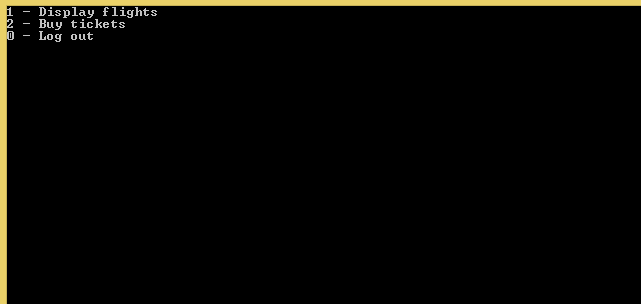 1 - Display flights
2 - Buy tickets
0 - Log out